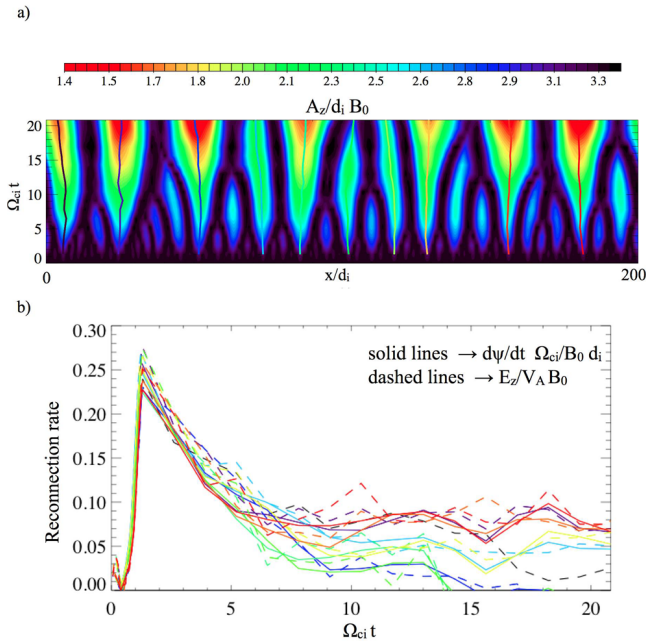 a)
1.4 1.5 1.7 1.8 2.0 2.1 2.3 2.5 2.6 2.8 2.9 3.1 3.3
A_z/d_i B_0
20
15
10
5
0
Ω_ci t
0 x/d_i 200
b)
0.30
0.25
0.20
0.15
0.10
0.05
0.00
Reconnection rate
solid lines → dψ/dt Ω_ci/B_0 d_i
dashed lines → E_z/V_A B_0
0 5 10 15 20
Ω_ci t